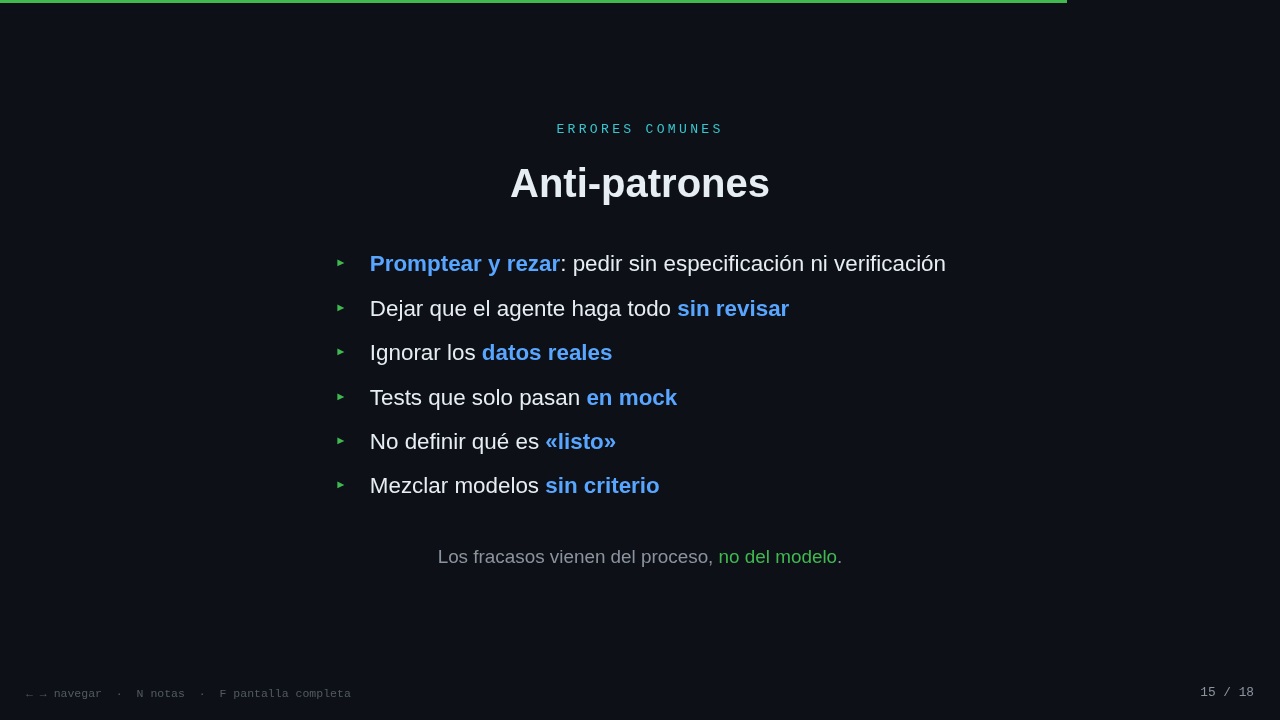 ERRORES COMUNES
Anti-patrones
▸ Promptear y rezar: pedir sin especificación ni verificación
▸ Dejar que el agente haga todo sin revisar
▸ Ignorar los datos reales
▸ Tests que solo pasan en mock
▸ No definir qué es «listo»
▸ Mezclar modelos sin criterio
Los fracasos vienen del proceso, no del modelo.
← → navegar · N notas · F pantalla completa
15 / 18